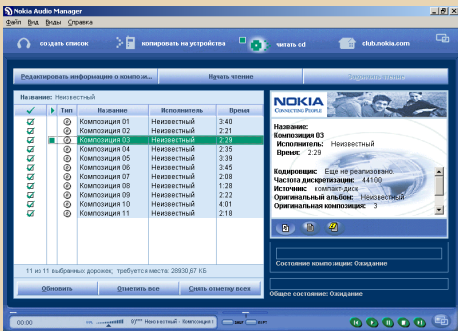 Nokia Audio Manager
Файл Вид Виды Справка
создать список
копировать на устройства
читать cd
club.nokia.com
Редактировать информацию о компози...
Начать чтение
Название: Неизвестный
Тип Название Исполнитель Время
Композиция 01 Неизвестный 3:40
Композиция 02 Неизвестный 2:21
Композиция 03 Неизвестный 2:29
Композиция 04 Неизвестный 2:35
Композиция 05 Неизвестный 3:39
Композиция 06 Неизвестный 3:45
Композиция 07 Неизвестный 2:08
Композиция 08 Неизвестный 1:28
Композиция 09 Неизвестный 2:22
Композиция 10 Неизвестный 4:01
Композиция 11 Неизвестный 2:18
11 из 11 выбранных дорожек; требуется места: 28930,67 КБ
Обновить
Отметить все
Снять отметку всех
NOKIA
CONNECTING PEOPLE
Название:
Композиция 03
Исполнитель: Неизвестный
Время: 2:29
Кодировщик: Еще не реализовано.
Частота дискретизации: 44100
Источник: компакт-диск
Оригинальный альбом: Неизвестный
Оригинальная композиция: 3
Состояние композиции: Ожидание
Общее состояние: Ожидание
00:00
Неизвестный - Композиция